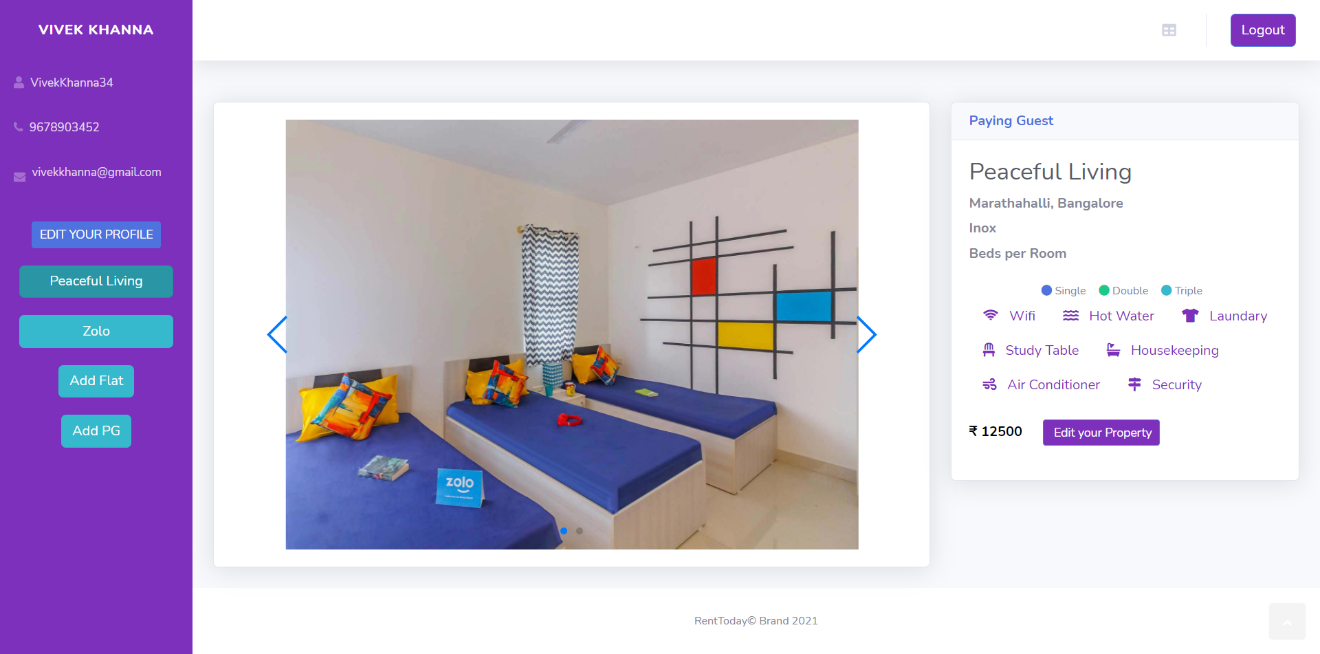 VIVEK KHANNA
VivekKhanna34
9678903452
vivekkhanna@gmail.com
EDIT YOUR PROFILE
Peaceful Living
Zolo
Add Flat
Add PG
Logout
zolo
Paying Guest
Peaceful Living
Marathahalli, Bangalore
Inox
Beds per Room
Single Double Triple
Wifi Hot Water Laundary
Study Table Housekeeping
Air Conditioner Security
₹ 12500 Edit your Property
RentToday© Brand 2021